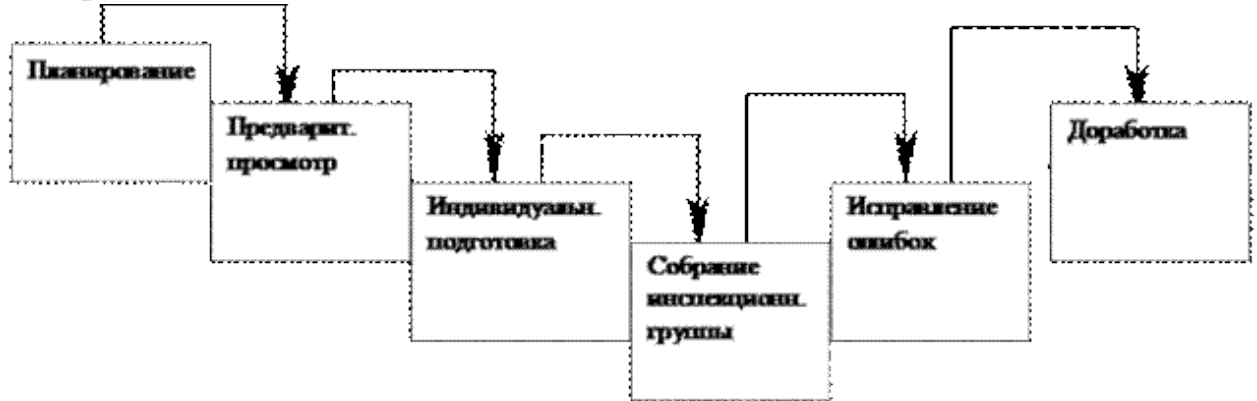 Планирование
Предварит.
просмотр
Индивидуальн.
подготовка
Собрание
инспекционн.
группы
Исправление
ошибок
Доработка